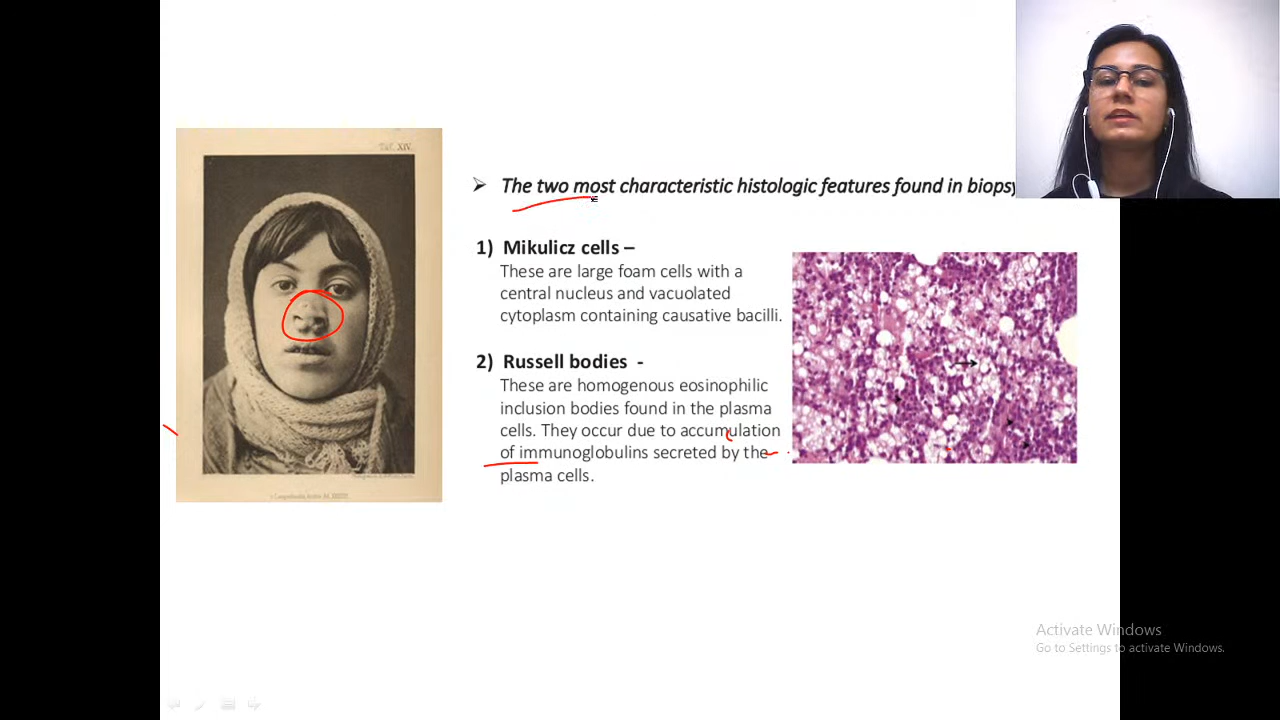 Taf. XIV.
➢ The two most characteristic histologic features found in biopsy
1) Mikulicz cells –
These are large foam cells with a
central nucleus and vacuolated
cytoplasm containing causative bacilli.
2) Russell bodies -
These are homogenous eosinophilic
inclusion bodies found in the plasma
cells. They occur due to accumulation
of immunoglobulins secreted by the
plasma cells.
Activate Windows
Go to Settings to activate Windows.